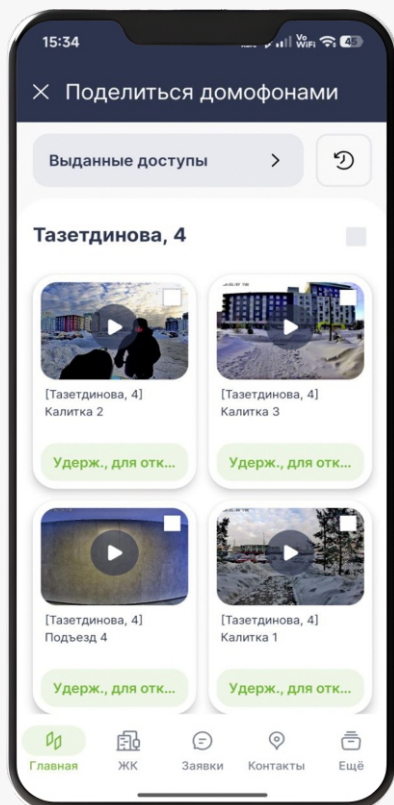 15:34
Vo
WiFi
45
Поделиться домофонами
Выданные доступы
Тазетдинова, 4
[Тазетдинова, 4]
Калитка 2
Удерж., для отк...
[Тазетдинова, 4]
Калитка 3
Удерж., для отк...
[Тазетдинова, 4]
Подъезд 4
Удерж., для отк...
[Тазетдинова, 4]
Калитка 1
Удерж., для отк...
Главная
ЖК
Заявки
Контакты
Ещё